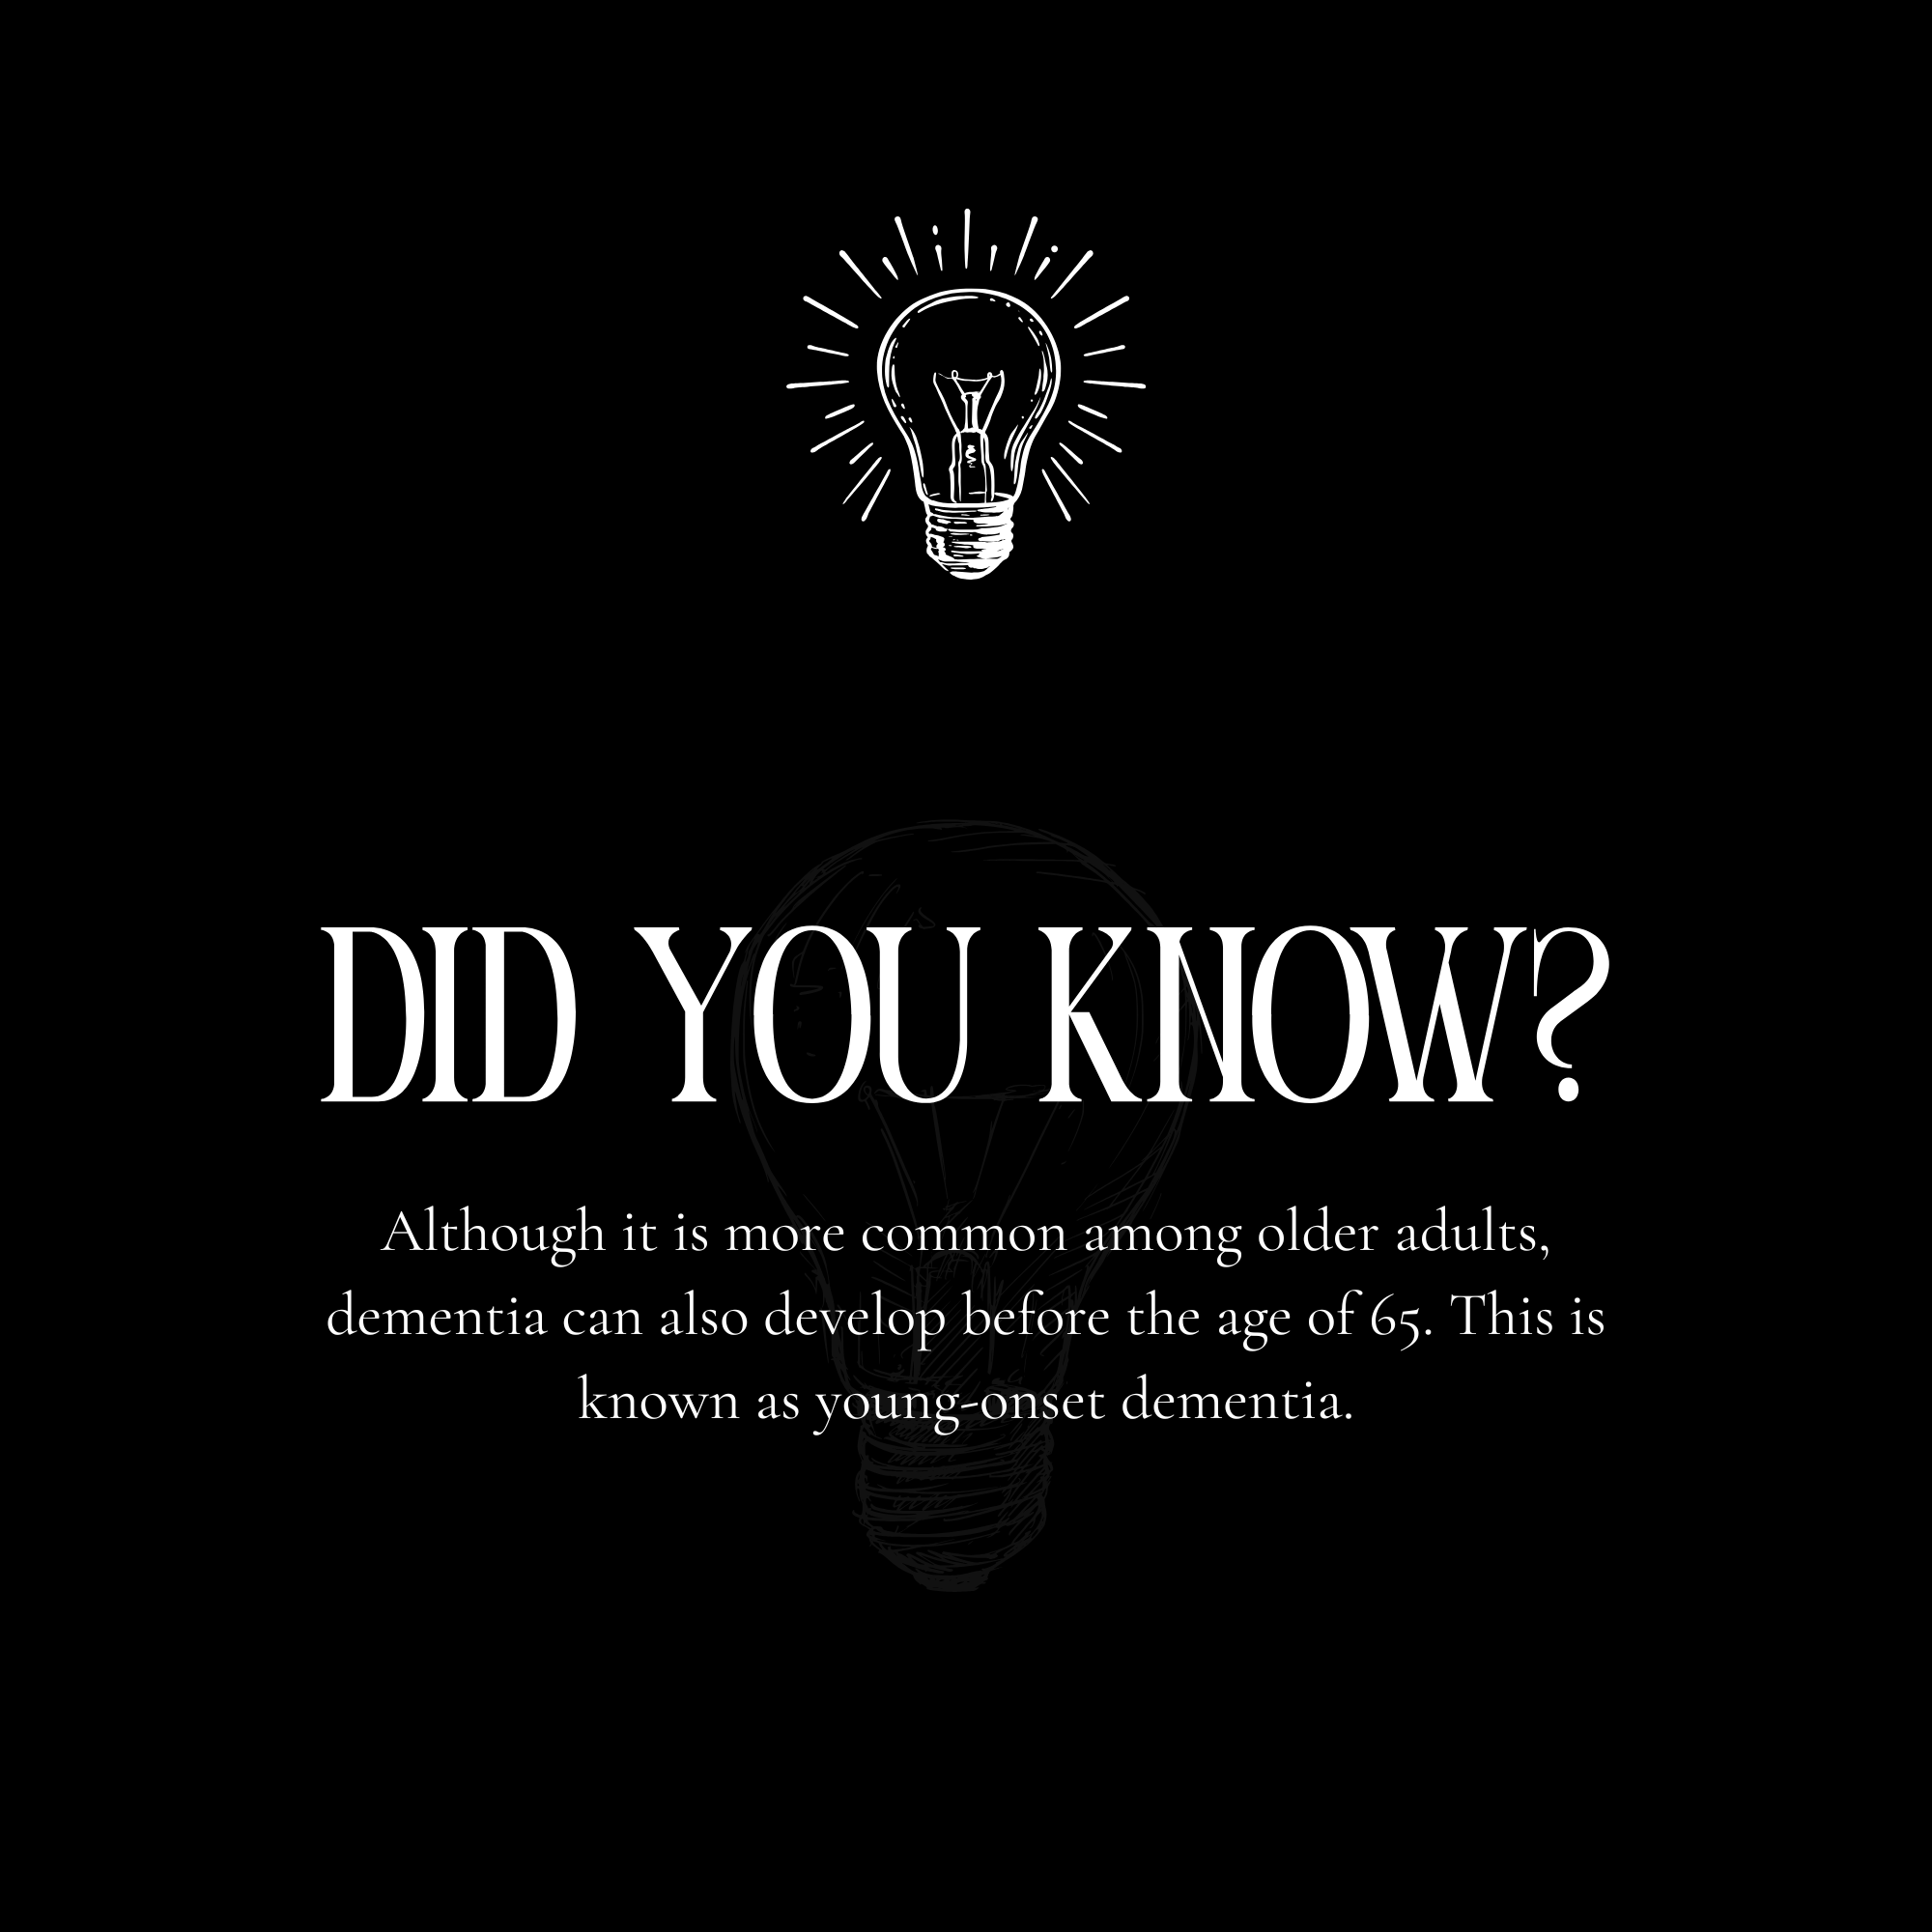 DID YOU KNOW?
Although it is more common among older adults,
dementia can also develop before the age of 65. This is
known as young-onset dementia.